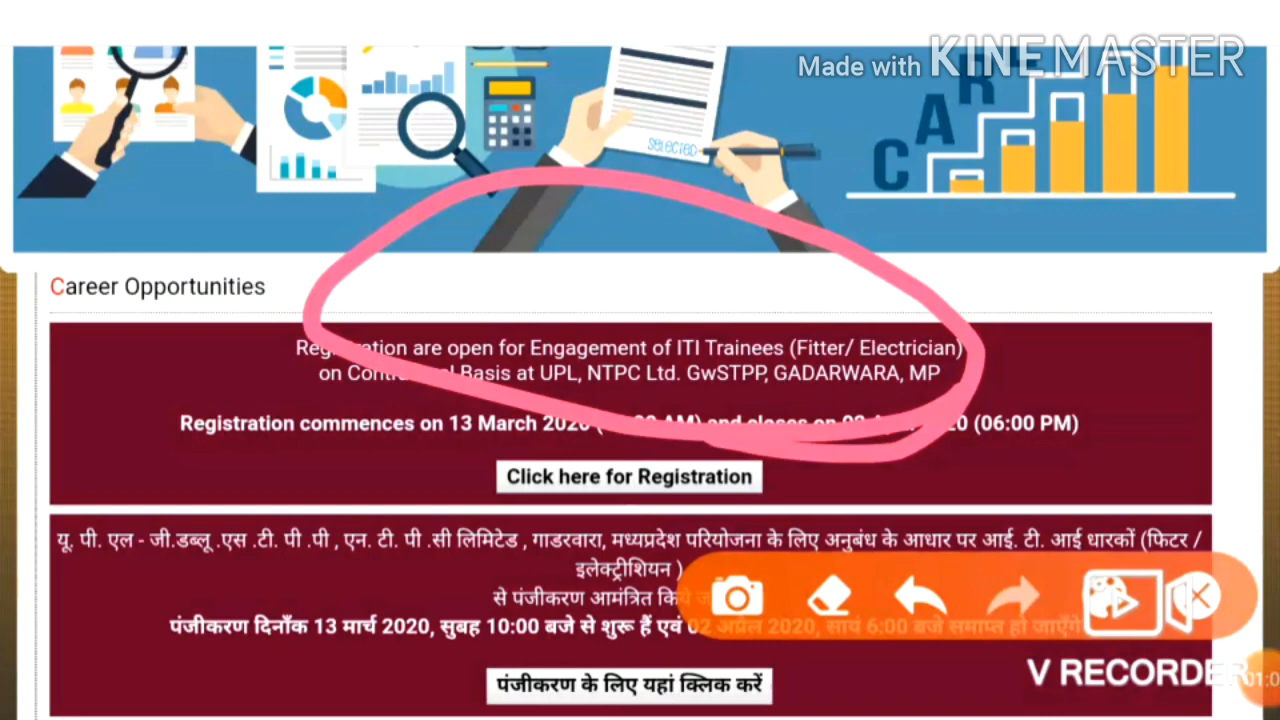 Made with KINEMASTER
CAR
SELECTED
Career Opportunities
are open for Engagement of ITI Trainees (Fitter/ Electrician)
on Basis at UPL, NTPC Ltd. GwSTPP, GADARWARA, MP
Registration commences on 13 March 2020 AM) and closes on (06:00 PM)
Click here for Registration
यू. पी. एल - जी.डब्लू .एस .टी. पी .पी , एन. टी. पी .सी लिमिटेड , गाडरवारा, मध्यप्रदेश परियोजना के लिए अनुबंध के आधार पर आई. टी. आई धारकों (फिटर /
इलेक्ट्रीशियन )
से पंजीकरण आमंत्रित किये
पंजीकरण दिनाँक 13 मार्च 2020, सुबह 10:00 बजे से शुरू हैं एवं 02 अप्रैल 2020, सायं 6:00 बजे समाप्त हो जाएँगे
पंजीकरण के लिए यहां क्लिक करें
V RECORDER